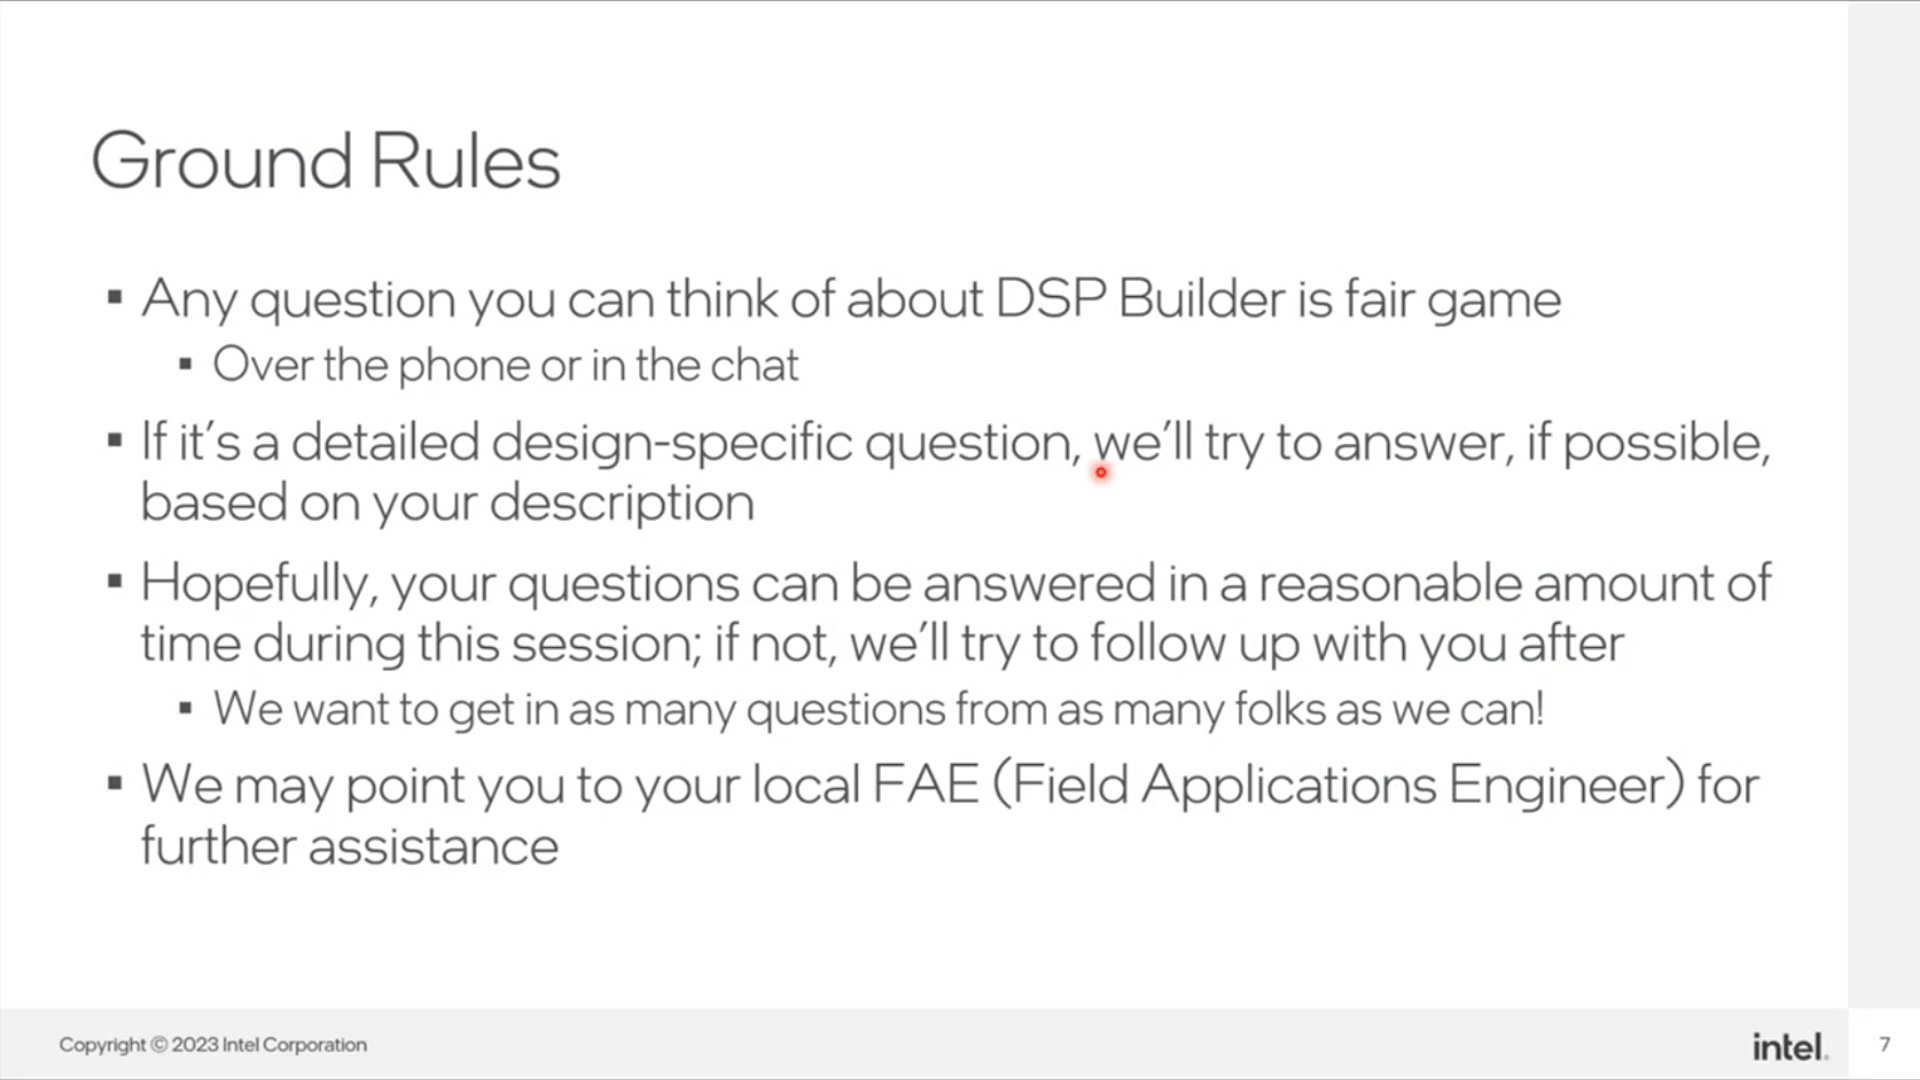 Ground Rules
▪ Any question you can think of about DSP Builder is fair game
▪ Over the phone or in the chat
▪ If it’s a detailed design-specific question, we’ll try to answer, if possible,
based on your description
▪ Hopefully, your questions can be answered in a reasonable amount of
time during this session; if not, we’ll try to follow up with you after
▪ We want to get in as many questions from as many folks as we can!
▪ We may point you to your local FAE (Field Applications Engineer) for
further assistance
Copyright © 2023 Intel Corporation
intel.
7